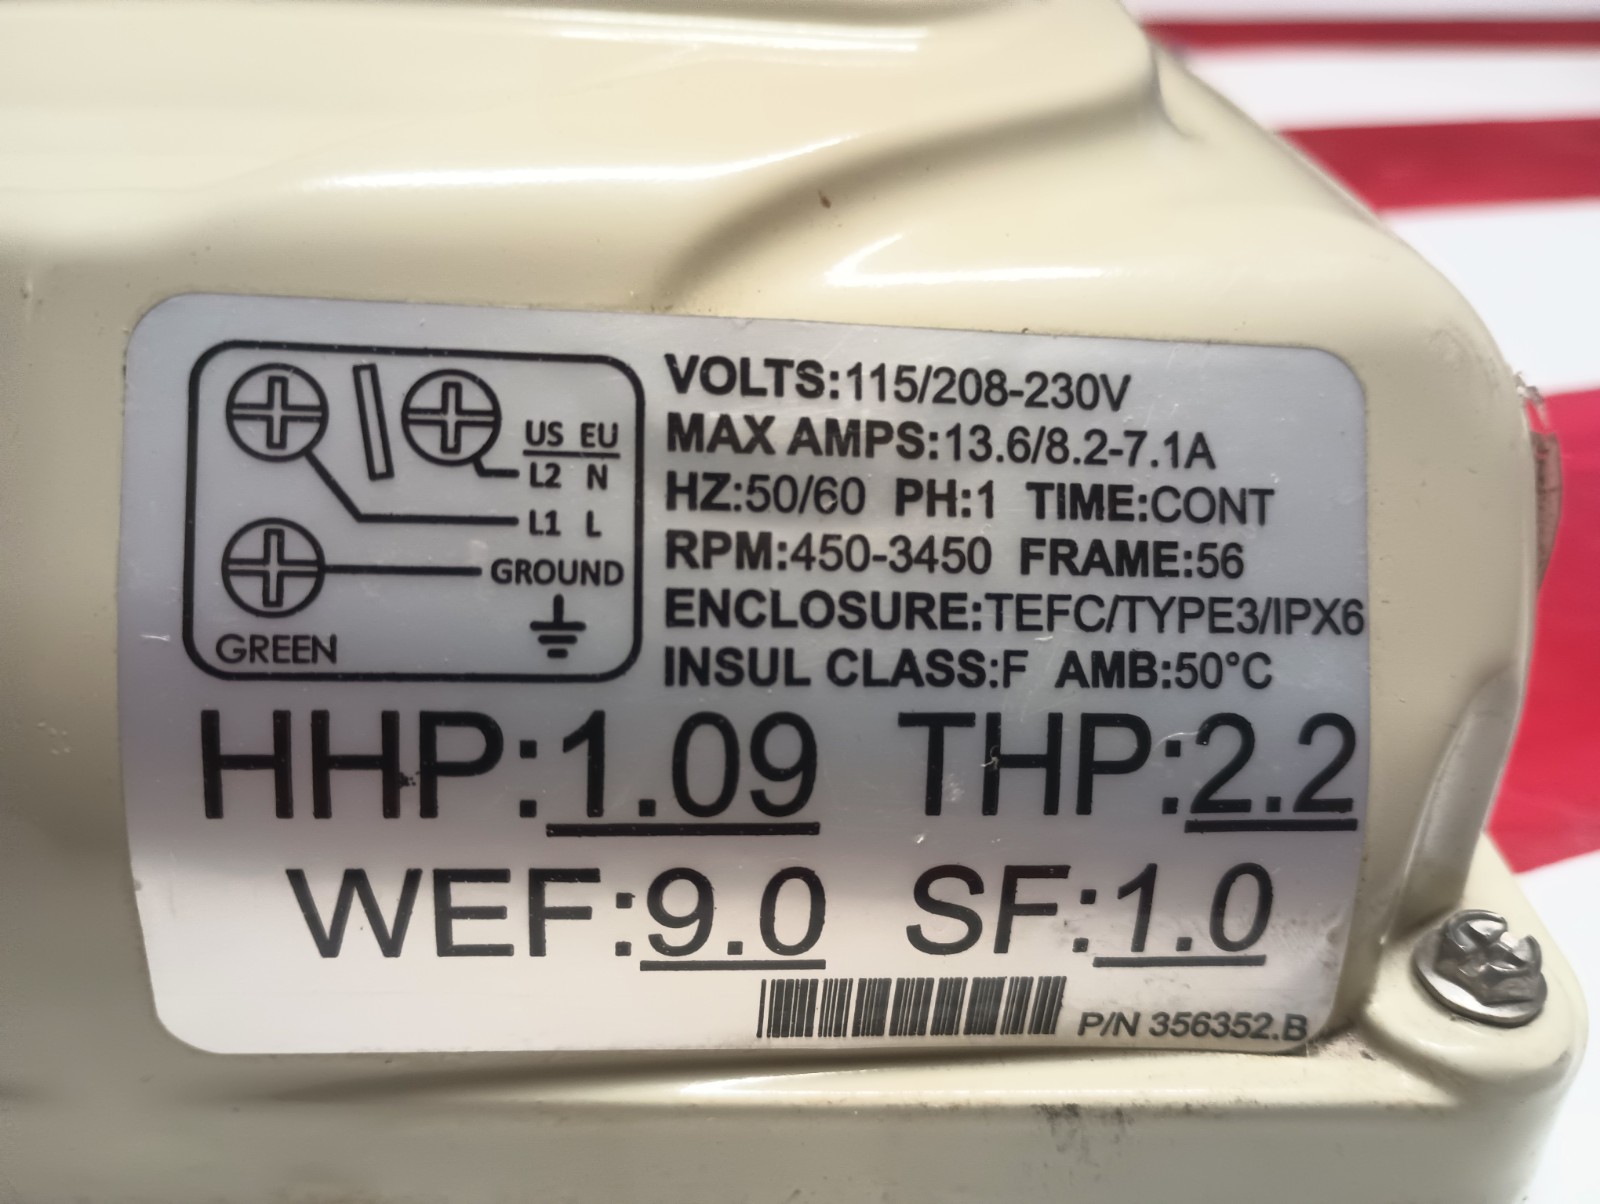 US EU
L2 N
L1 L
GROUND
GREEN
VOLTS:115/208-230V
MAX AMPS:13.6/8.2-7.1A
HZ:50/60 PH:1 TIME:CONT
RPM:450-3450 FRAME:56
ENCLOSURE:TEFC/TYPE3/IPX6
INSUL CLASS:F AMB:50°C
HHP:1.09 THP:2.2
WEF:9.0 SF:1.0
P/N 356352.B